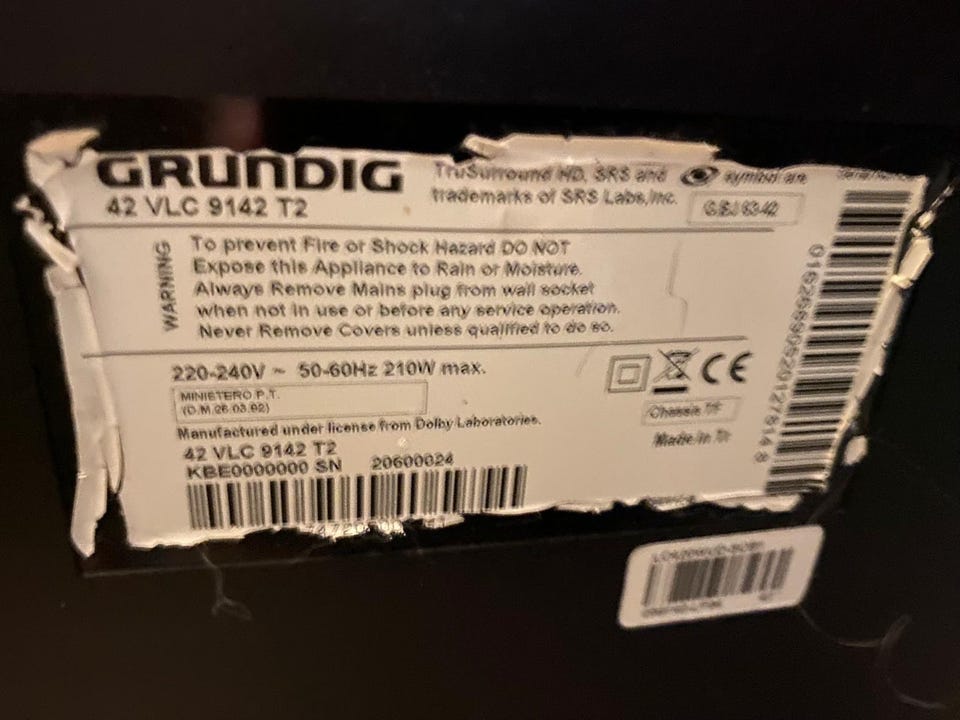 GRUNDIG
42 VLC 9142 T2
TruSurround HD, SRS and symbol are
trademarks of SRS Labs, Inc.
WARNING
To prevent Fire or Shock Hazard DO NOT
Expose this Appliance to Rain or Moisture.
Always Remove Mains plug from wall socket
when not in use or before any service operation.
Never Remove Covers unless qualified to do so.
220-240V ~ 50-60Hz 210W max.
MINISTERO P.T.
(D.M.26.03.92)
CE
Manufactured under license from Dolby Laboratories.
Chassis
Made in
42 VLC 9142 T2
KBE0000000 SN 20600024